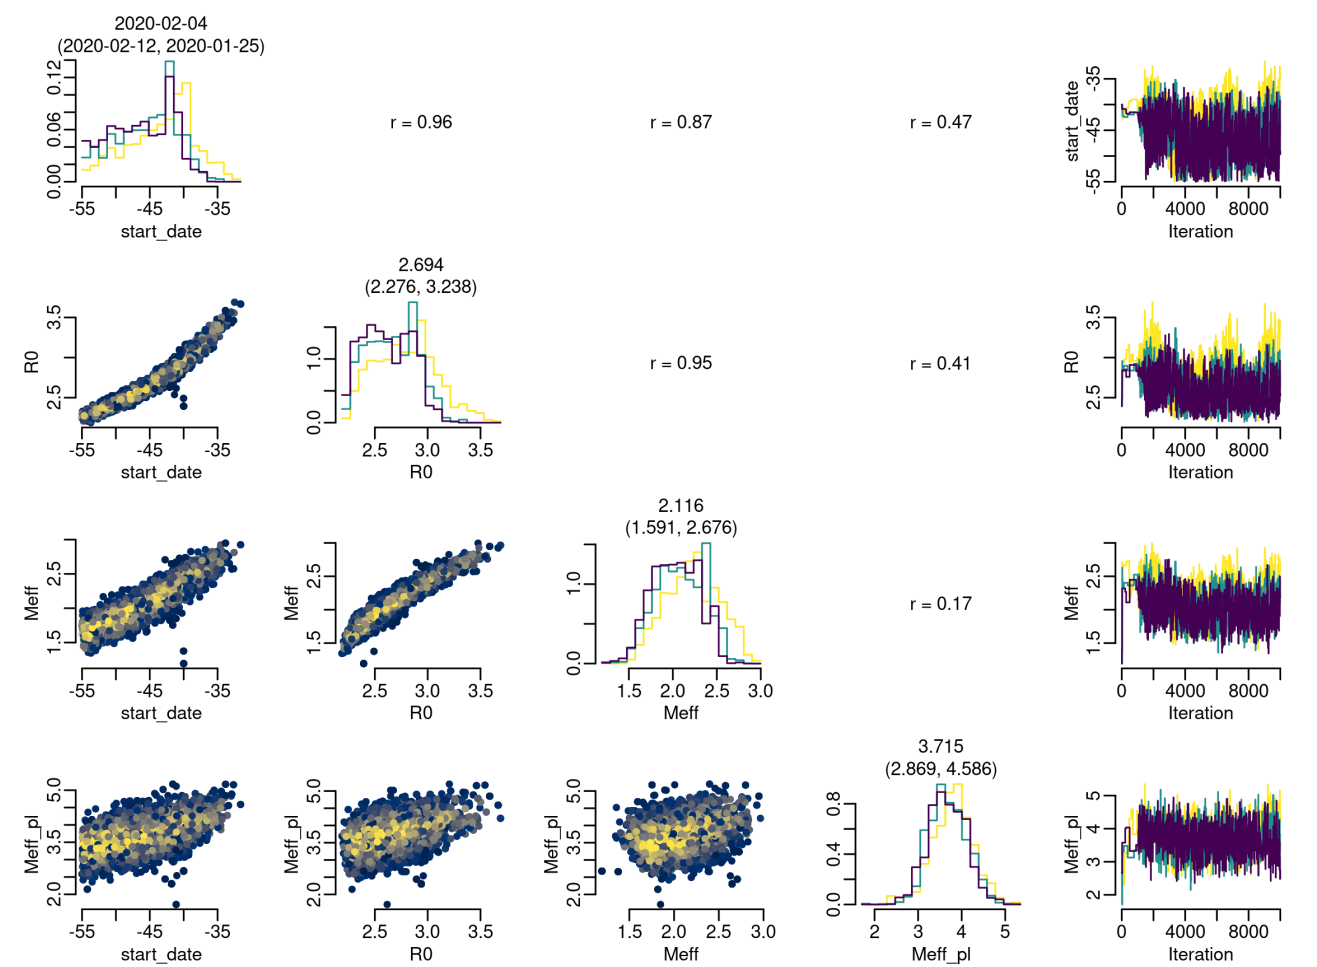 2020-02-04
(2020-02-12, 2020-01-25)
0.00 0.06 0.12
-55 -45 -35
start_date
r = 0.96
r = 0.87
r = 0.47
start_date
-55 -45 -35
0 4000 8000
Iteration
R0
2.5 3.5
-55 -45 -35
start_date
2.694
(2.276, 3.238)
0.0 1.0
2.5 3.0 3.5
R0
r = 0.95
r = 0.41
R0
2.5 3.5
0 4000 8000
Iteration
Meff
1.5 2.5
-55 -45 -35
start_date
Meff
1.5 2.5
2.5 3.0 3.5
R0
2.116
(1.591, 2.676)
0.0 1.0
1.5 2.0 2.5 3.0
Meff
r = 0.17
Meff
1.5 2.5
0 4000 8000
Iteration
Meff_pl
2.0 3.5 5.0
-55 -45 -35
start_date
Meff_pl
2.0 3.5 5.0
2.5 3.0 3.5
R0
Meff_pl
2.0 3.5 5.0
1.5 2.0 2.5 3.0
Meff
3.715
(2.869, 4.586)
0.0 0.4 0.8
2 3 4 5
Meff_pl
Meff_pl
2 3 4 5
0 4000 8000
Iteration